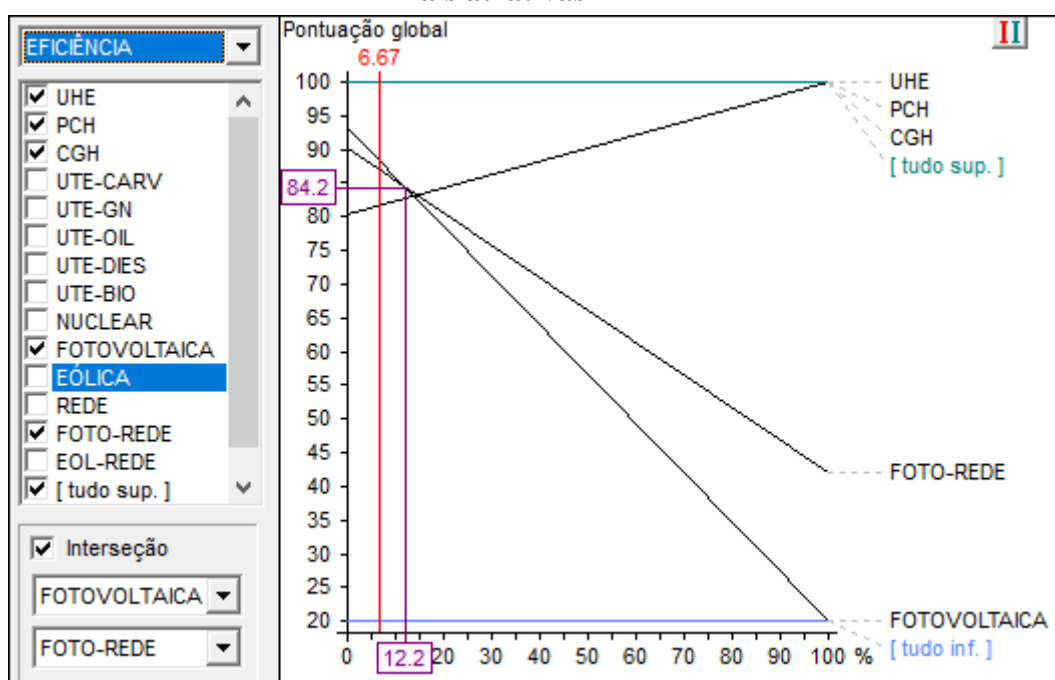 EFICIÊNCIA
UHE
PCH
CGH
UTE-CARV
UTE-GN
UTE-OIL
UTE-DIES
UTE-BIO
NUCLEAR
FOTOVOLTAICA
EÓLICA
REDE
FOTO-REDE
EOL-REDE
[ tudo sup. ]
Interseção
FOTOVOLTAICA
FOTO-REDE
Pontuação global
6.67
II
100
95
90
84.2
80
75
70
65
60
55
50
45
40
35
30
25
20
0 12.2 20 30 40 50 60 70 80 90 100 %
UHE
PCH
CGH
[ tudo sup. ]
FOTO-REDE
FOTOVOLTAICA
[ tudo inf. ]